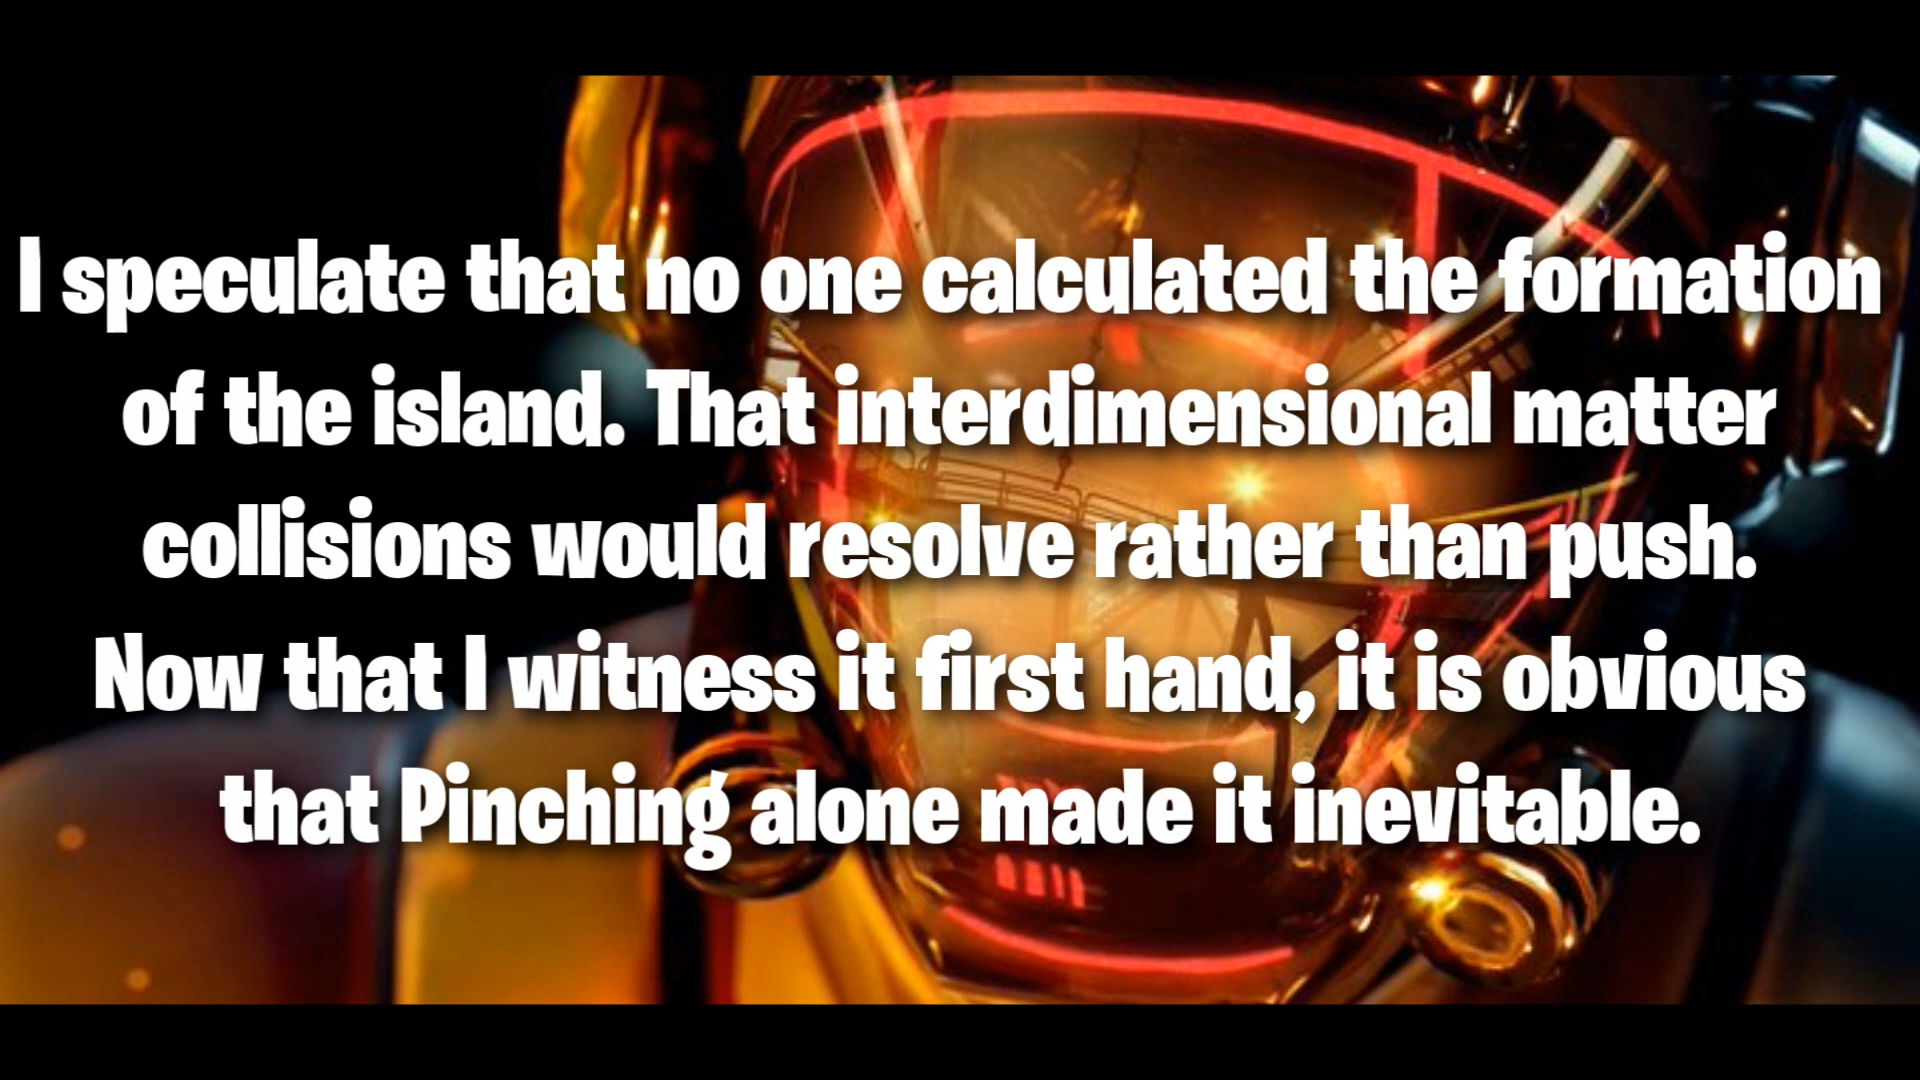 I speculate that no one calculated the formation
of the island. That interdimensional matter
collisions would resolve rather than push.
Now that I witness it first hand, it is obvious
that Pinching alone made it inevitable.